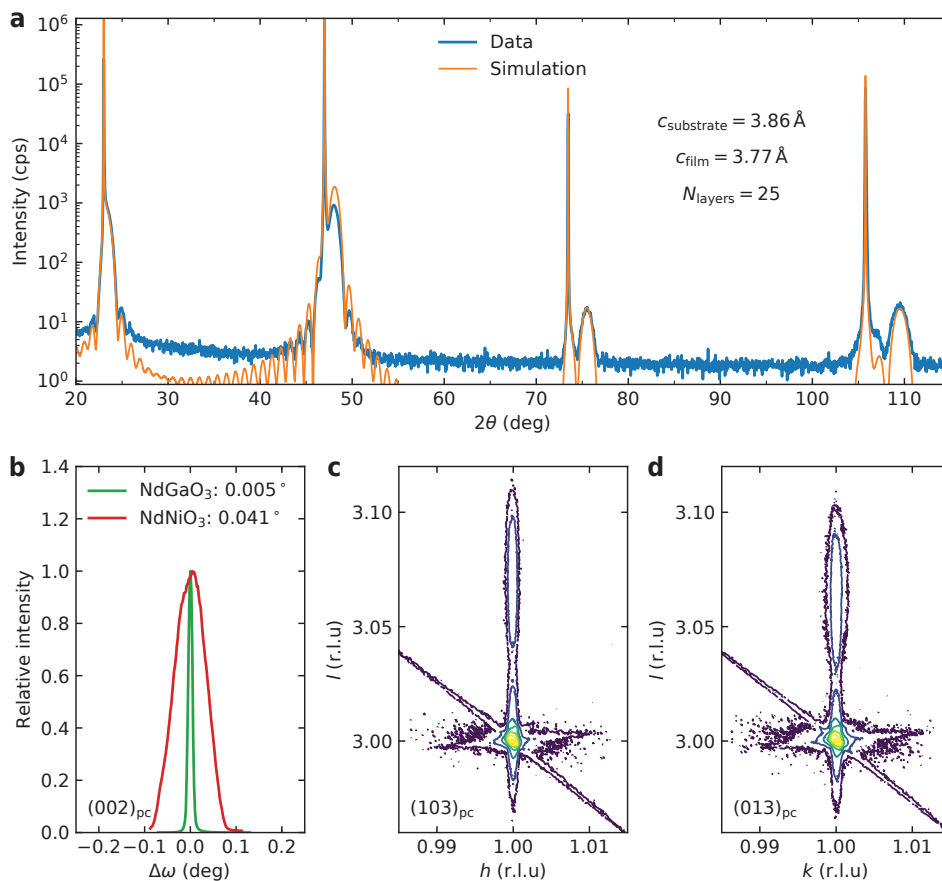 a
Intensity (cps)
10⁶
10⁵
10⁴
10³
10²
10¹
10⁰
Data
Simulation
c_substrate = 3.86 Å
c_film = 3.77 Å
N_layers = 25
20 30 40 50 60 70 80 90 100 110
2θ (deg)
b
Relative intensity
1.4
1.2
1.0
0.8
0.6
0.4
0.2
0.0
NdGaO₃: 0.005°
NdNiO₃: 0.041°
(002)pc
−0.2 −0.1 0.0 0.1 0.2
Δω (deg)
c
l (r.l.u)
3.10
3.05
3.00
(103)pc
0.99 1.00 1.01
h (r.l.u)
d
l (r.l.u)
3.10
3.05
3.00
(013)pc
0.99 1.00 1.01
k (r.l.u)